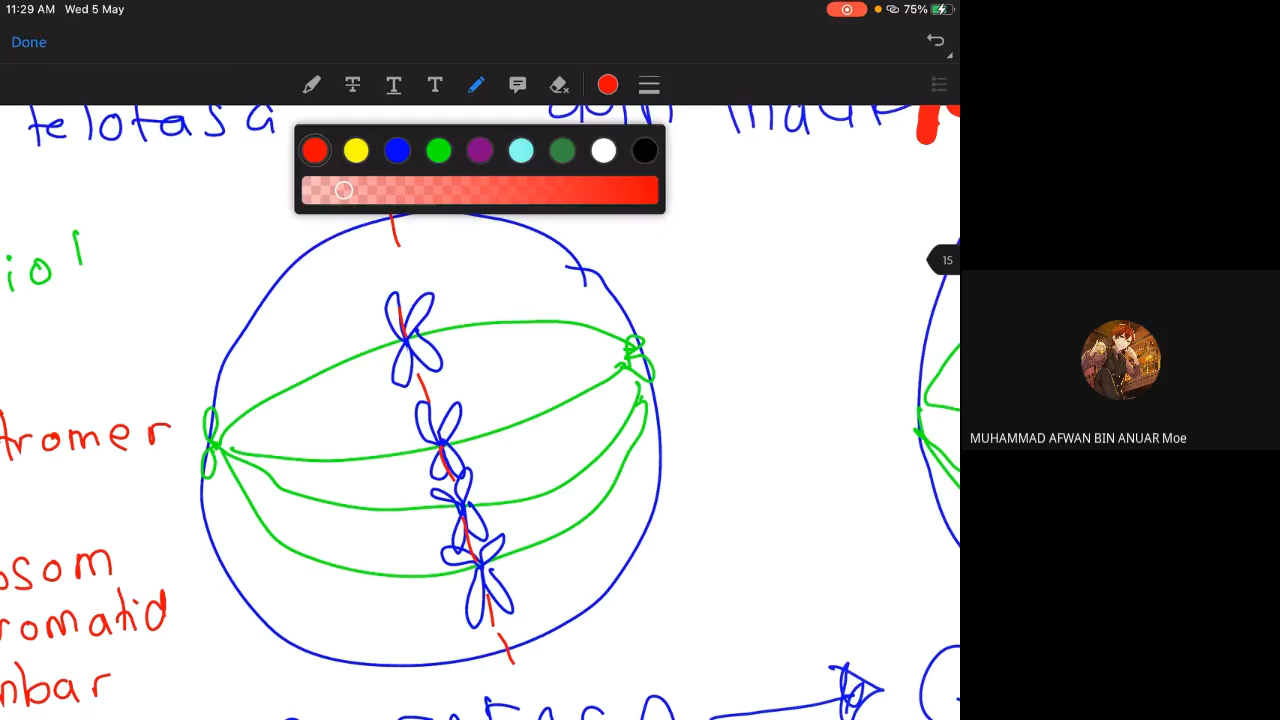 11:29 AM Wed 5 May
75%
Done
T T T
telofasa
15
iol
tromer
MUHAMMAD AFWAN BIN ANUAR Moe
osom
romatid
nbar